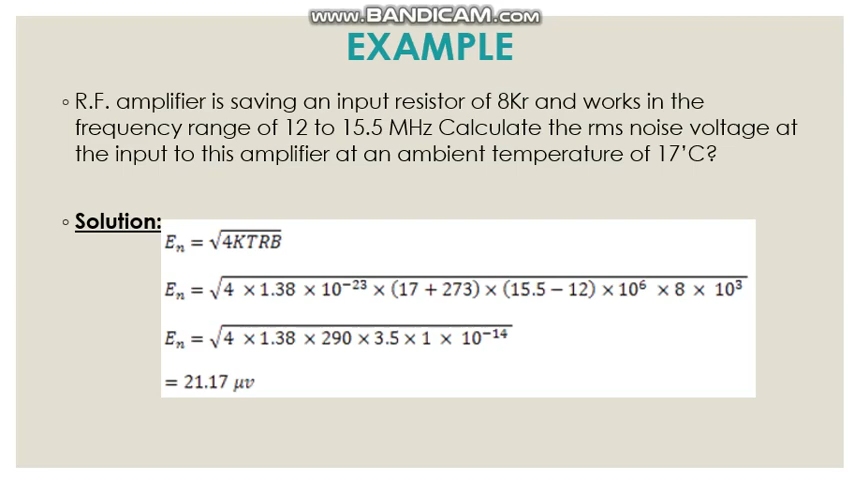 www.BANDICAM.com
EXAMPLE
◦ R.F. amplifier is saving an input resistor of 8Kr and works in the
frequency range of 12 to 15.5 MHz Calculate the rms noise voltage at
the input to this amplifier at an ambient temperature of 17'C?
◦ Solution:
Eₙ = √4KTRB
Eₙ = √4 × 1.38 × 10⁻²³ × (17 + 273) × (15.5 − 12) × 10⁶ × 8 × 10³
Eₙ = √4 × 1.38 × 290 × 3.5 × 1 × 10⁻¹⁴
= 21.17 μv